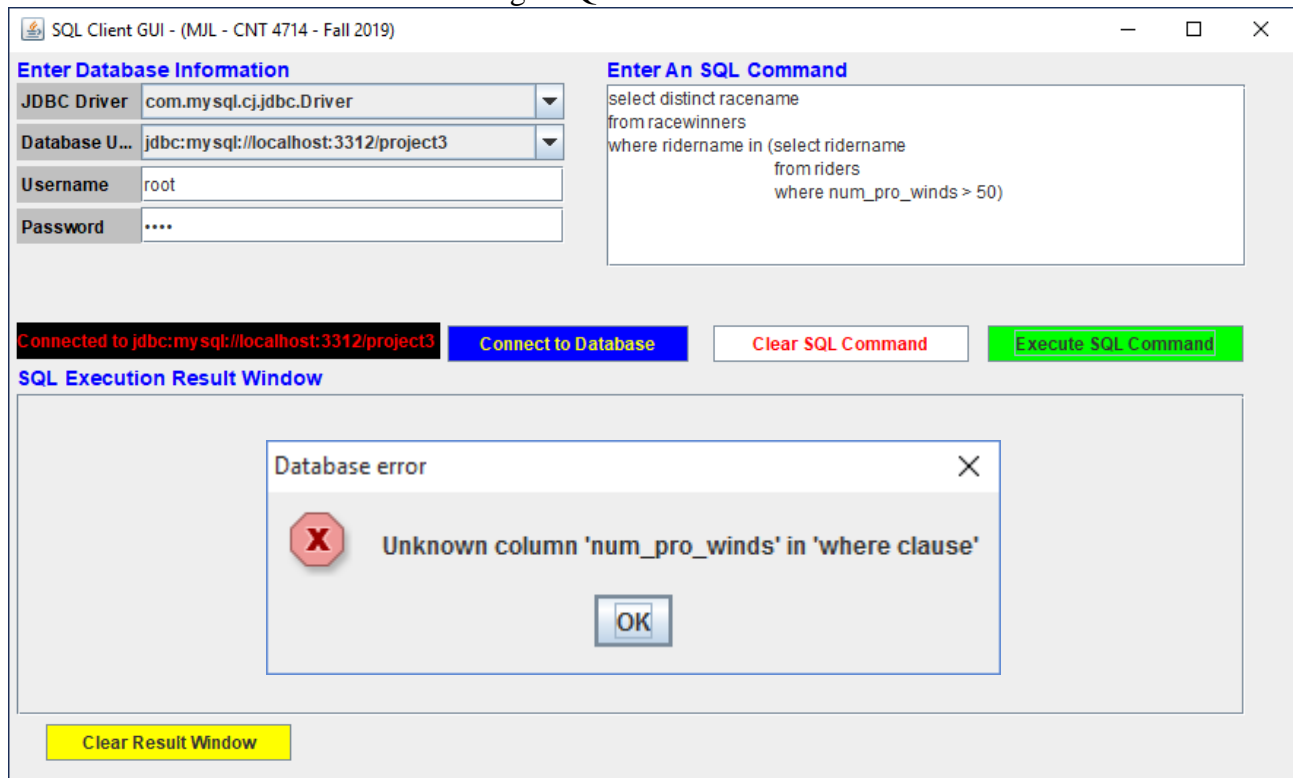 SQL Client GUI - (MJL - CNT 4714 - Fall 2019)
Enter Database Information
JDBC Driver com.mysql.cj.jdbc.Driver
Database U... jdbc:mysql://localhost:3312/project3
Username root
Password ••••
Enter An SQL Command
select distinct racename
from racewinners
where ridername in (select ridername
from riders
where num_pro_winds > 50)
Connected to jdbc:mysql://localhost:3312/project3
Connect to Database
Clear SQL Command
Execute SQL Command
SQL Execution Result Window
Database error
Unknown column 'num_pro_winds' in 'where clause'
OK
Clear Result Window